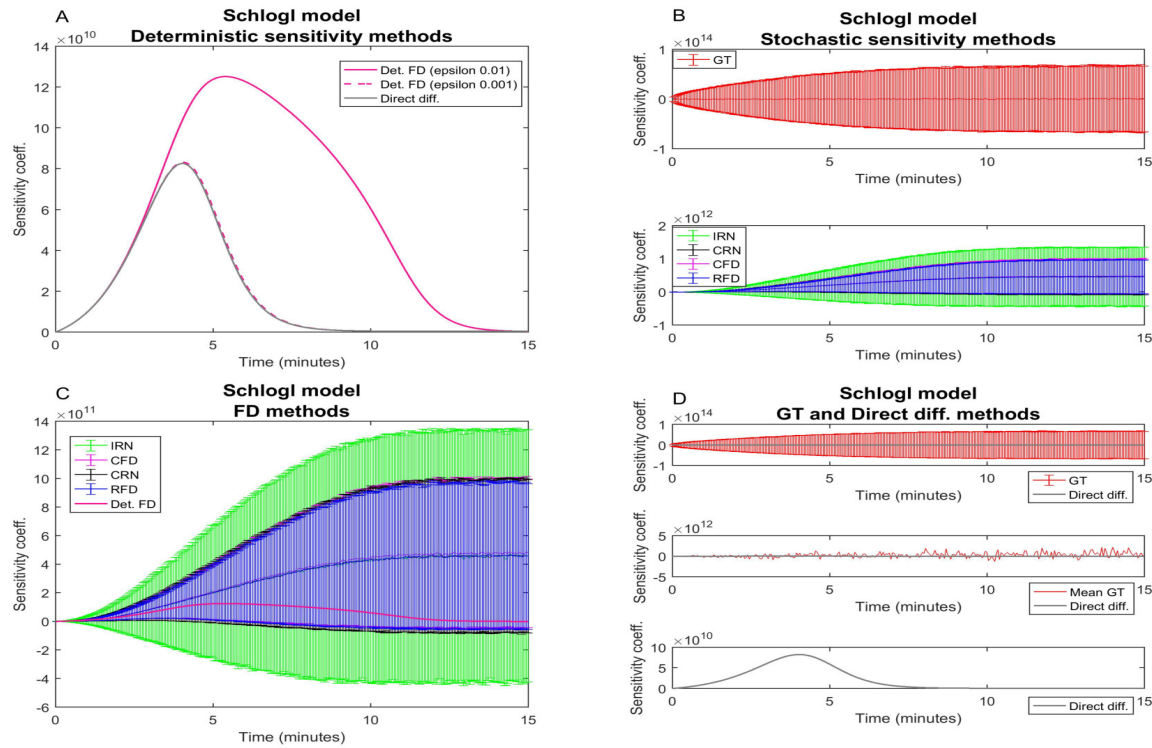 A
Schlogl model
Deterministic sensitivity methods
×10^10
14
12
10
8
6
4
2
0
Sensitivity coeff.
Det. FD (epsilon 0.01)
Det. FD (epsilon 0.001)
Direct diff.
0 5 10 15
Time (minutes)
B
Schlogl model
Stochastic sensitivity methods
×10^14
1
0
-1
Sensitivity coeff.
GT
0 5 10 15
Time (minutes)
×10^12
2
1
0
-1
Sensitivity coeff.
IRN
CRN
CFD
RFD
0 5 10 15
Time (minutes)
C
Schlogl model
FD methods
×10^11
14
12
10
8
6
4
2
0
-2
-4
-6
Sensitivity coeff.
IRN
CFD
CRN
RFD
Det. FD
0 5 10 15
Time (minutes)
D
Schlogl model
GT and Direct diff. methods
×10^14
1
0
-1
Sensitivity coeff.
0 5 10 15
GT
Direct diff.
×10^12
5
0
-5
Sensitivity coeff.
0 5 10 15
Mean GT
Direct diff.
×10^10
10
5
0
Sensitivity coeff.
0 5 10 15
Direct diff.
Time (minutes)